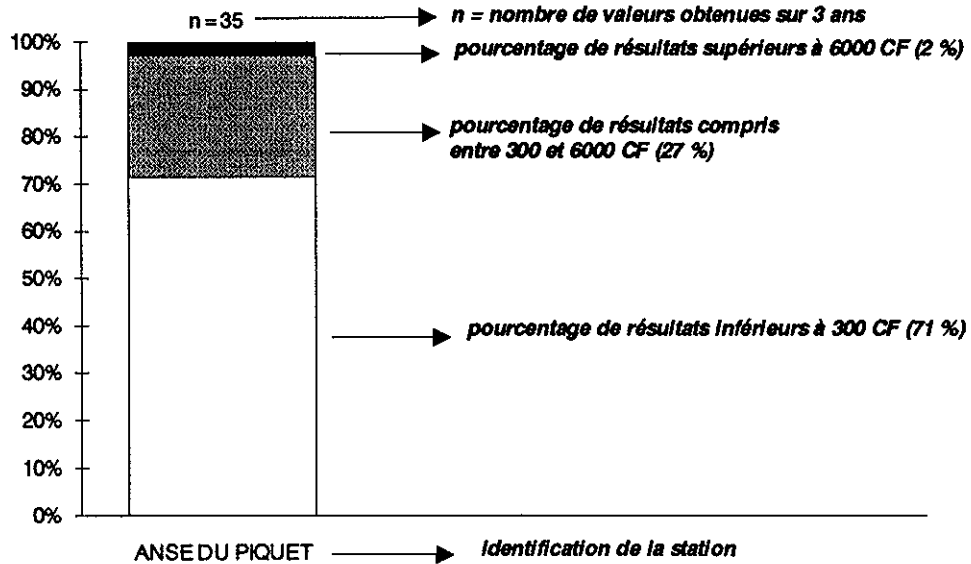 n = 35
n = nombre de valeurs obtenues sur 3 ans
100%
pourcentage de résultats supérieurs à 6000 CF (2 %)
90%
80%
pourcentage de résultats compris
entre 300 et 6000 CF (27 %)
70%
60%
50%
40%
pourcentage de résultats inférieurs à 300 CF (71 %)
30%
20%
10%
0%
ANSE DU PIQUET
Identification de la station